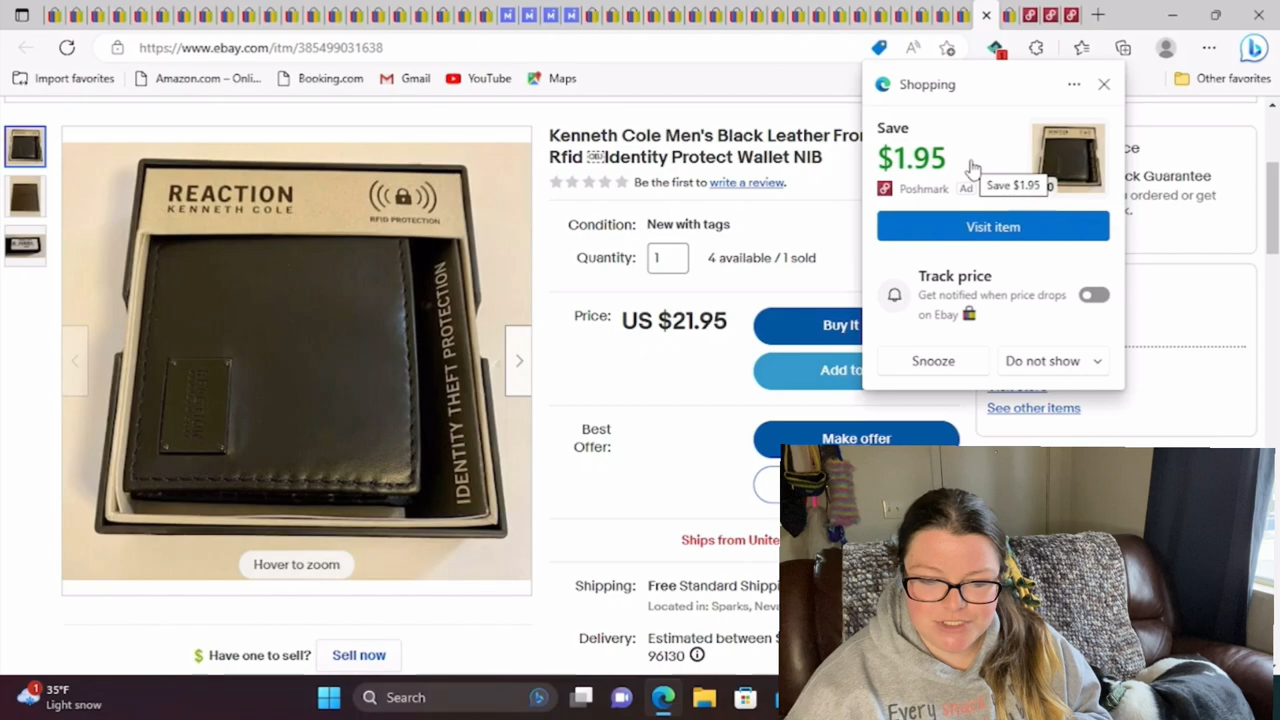 https://www.ebay.com/itm/385499031638
Import favorites
Amazon.com – Onli...
Booking.com
Gmail
YouTube
Maps
Other favorites
1
Shopping
Save
$1.95
Poshmark
Ad
Save $1.95
Visit item
Track price
Get notified when price drops
on Ebay
Snooze
Do not show
Kenneth Cole Men's Black Leather Fron
Rfid Identity Protect Wallet NIB
Be the first to write a review.
Condition: New with tags
Quantity: 1 4 available / 1 sold
Price: US $21.95
Buy It
Add to
Best
Offer:
Make offer
Ships from Unite
Shipping: Free Standard Shippi
Located in: Sparks, Neva
Delivery: Estimated between
96130
ck Guarantee
ordered or get
See other items
REACTION
KENNETH COLE
RFID PROTECTION
IDENTITY THEFT PROTECTION
Hover to zoom
Have one to sell? Sell now
1
35°F
Light snow
Search
Every snack